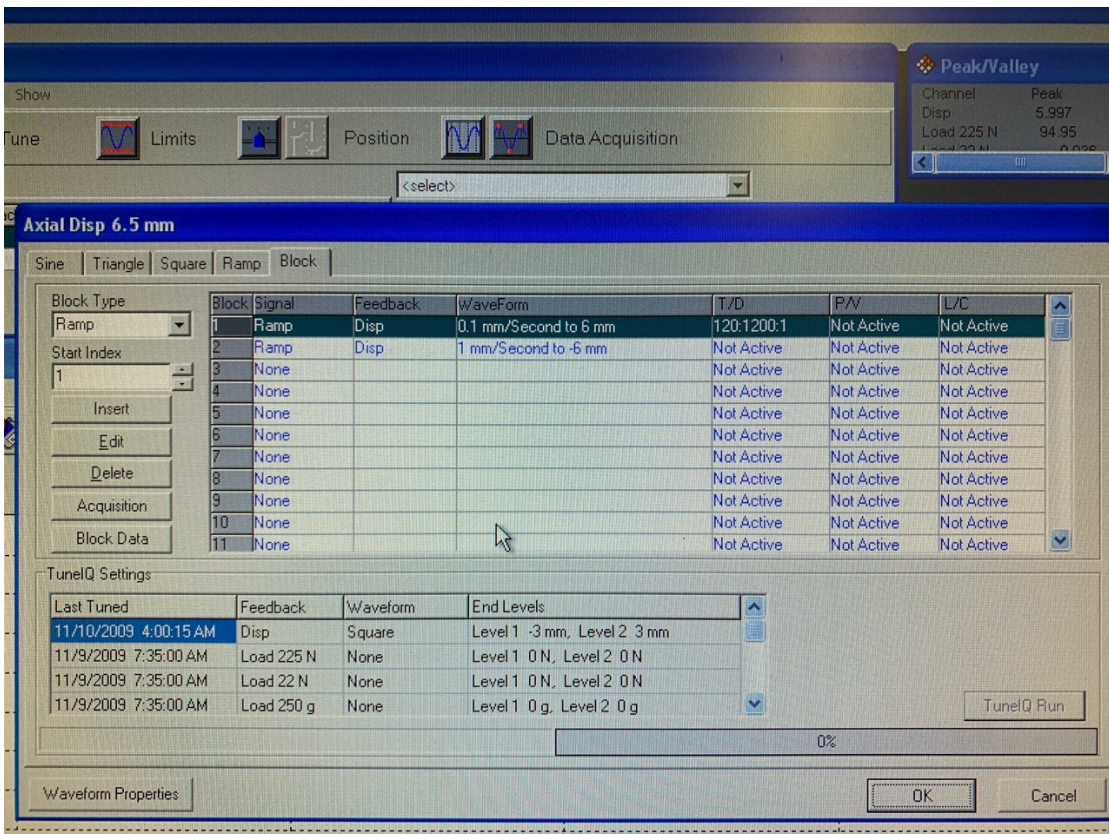 Peak/Valley
Show
Channel Peak
Disp 5.997
Load 225 N 94.95
Tune Limits Position Data Acquisition
Load 22 N 0.036
<select>
Axial Disp 6.5 mm
Sine Triangle Square Ramp Block
Block Type
Block Signal Feedback WaveForm T/D P/V L/C
Ramp
1 Ramp Disp 0.1 mm/Second to 6 mm 120:1200:1 Not Active Not Active
Start Index
2 Ramp Disp 1 mm/Second to -6 mm Not Active Not Active Not Active
1
3 None Not Active Not Active Not Active
4 None Not Active Not Active Not Active
Insert
5 None Not Active Not Active Not Active
Edit
6 None Not Active Not Active Not Active
7 None Not Active Not Active Not Active
Delete
8 None Not Active Not Active Not Active
Acquisition
9 None Not Active Not Active Not Active
10 None Not Active Not Active Not Active
Block Data
11 None Not Active Not Active Not Active
TuneIQ Settings
Last Tuned Feedback Waveform End Levels
11/10/2009 4:00:15 AM Disp Square Level 1 -3 mm, Level 2 3 mm
11/9/2009 7:35:00 AM Load 225 N None Level 1 0 N, Level 2 0 N
11/9/2009 7:35:00 AM Load 22 N None Level 1 0 N, Level 2 0 N
11/9/2009 7:35:00 AM Load 250 g None Level 1 0 g, Level 2 0 g
TuneIQ Run
0%
Waveform Properties OK Cancel